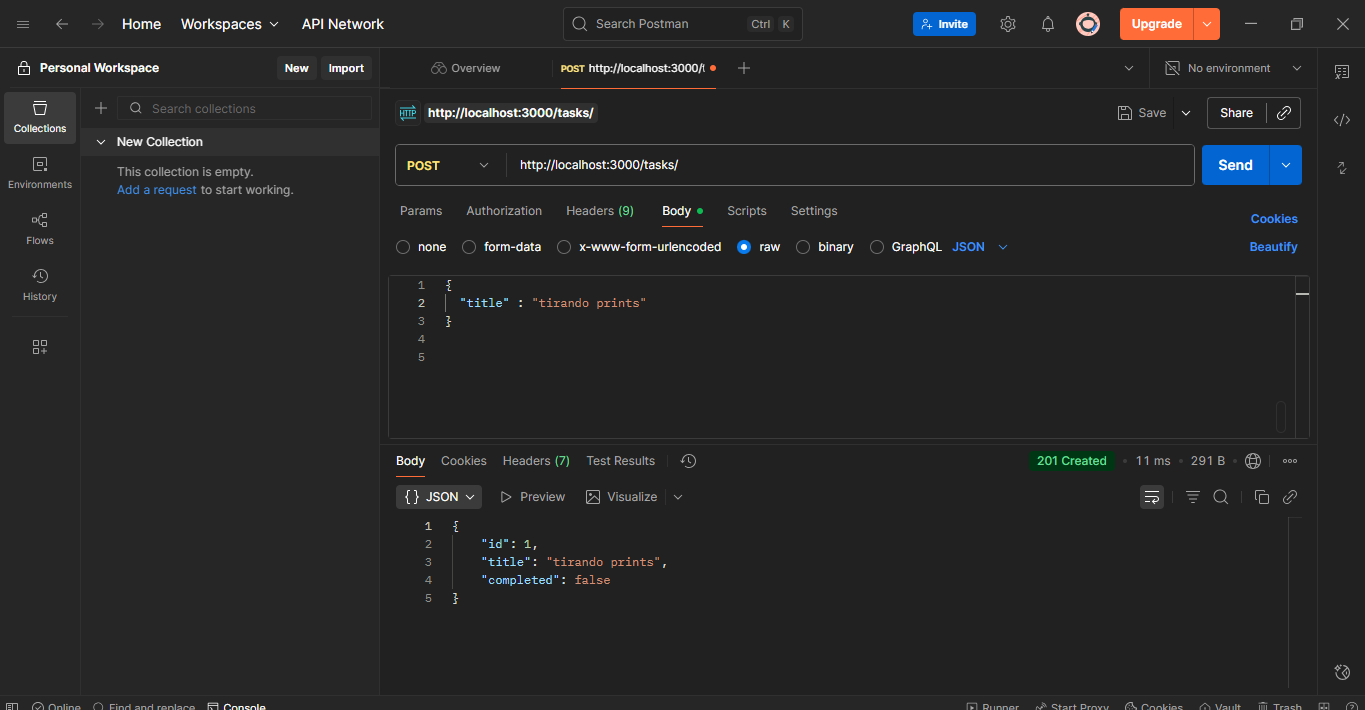 Home Workspaces API Network Search Postman Ctrl K Invite Upgrade
Personal Workspace New Import Overview POST http://localhost:3000/t No environment
Collections
Environments
Flows
History
Search collections
New Collection
This collection is empty.
Add a request to start working.
HTTP http://localhost:3000/tasks/ Save Share
POST http://localhost:3000/tasks/ Send
Params Authorization Headers (9) Body Scripts Settings Cookies
none form-data x-www-form-urlencoded raw binary GraphQL JSON Beautify
1 {
2 "title" : "tirando prints"
3 }
4
5
Body Cookies Headers (7) Test Results 201 Created 11 ms 291 B
{} JSON Preview Visualize
1 {
2 "id": 1,
3 "title": "tirando prints",
4 "completed": false
5 }
Online Find and replace Console Runner Start Proxy Cookies Vault Trash